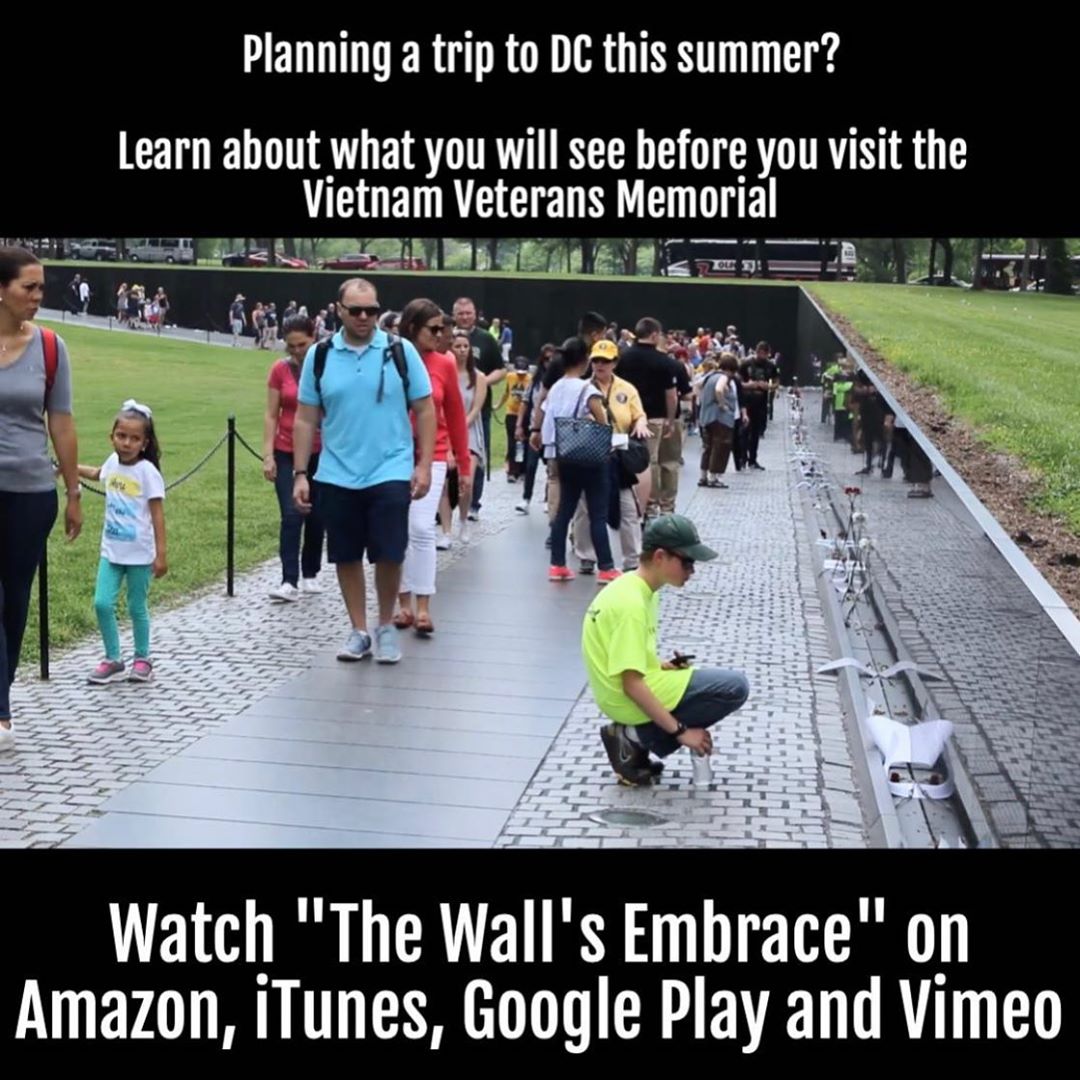 Planning a trip to DC this summer?
Learn about what you will see before you visit the
Vietnam Veterans Memorial
Watch "The Wall's Embrace" on
Amazon, iTunes, Google Play and Vimeo